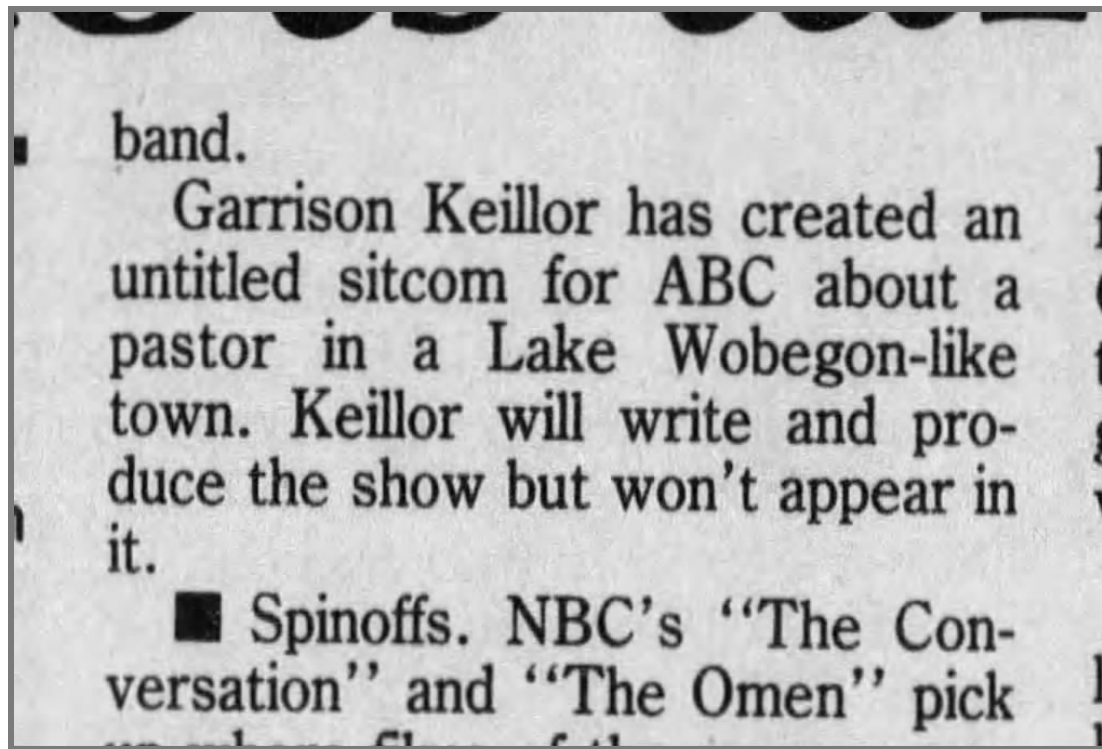 band.
Garrison Keillor has created an
untitled sitcom for ABC about a
pastor in a Lake Wobegon-like
town. Keillor will write and pro-
duce the show but won't appear in
it.
■ Spinoffs. NBC's ‘‘The Con-
versation’’ and ‘‘The Omen’’ pick